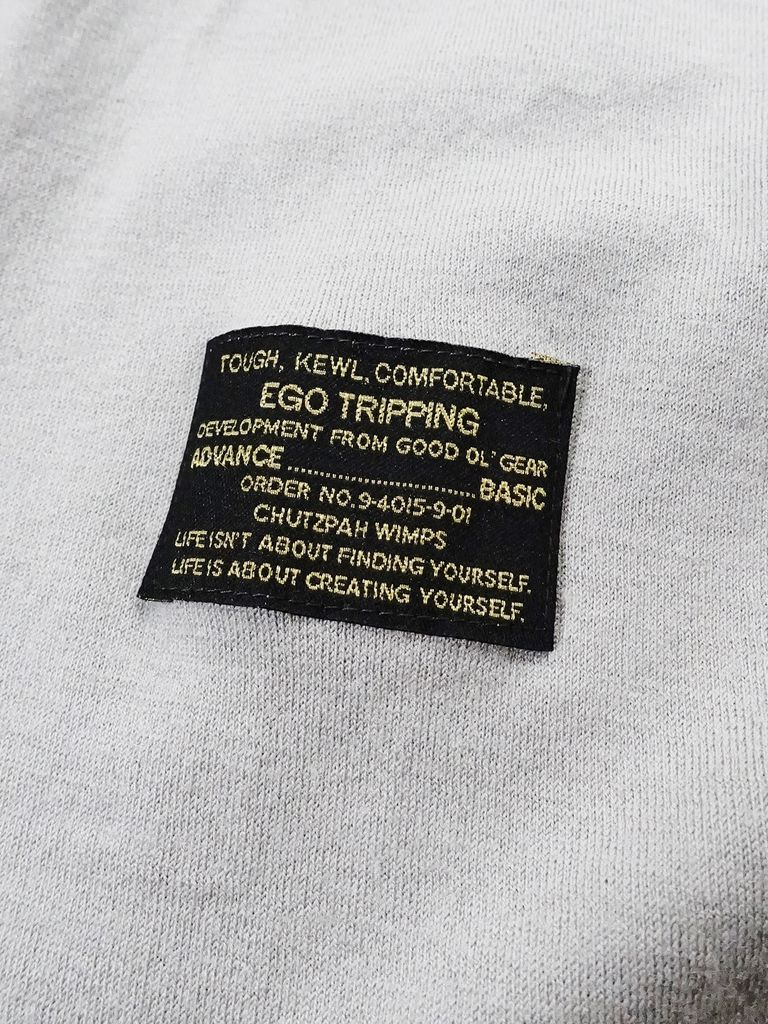 TOUGH, KEWL, COMFORTABLE,
EGO TRIPPING
DEVELOPMENT FROM GOOD OL' GEAR
ADVANCE ............................ BASIC
ORDER NO.9-4015-9-01
CHUTZPAH WIMPS
LIFE ISN'T ABOUT FINDING YOURSELF.
LIFE IS ABOUT CREATING YOURSELF.